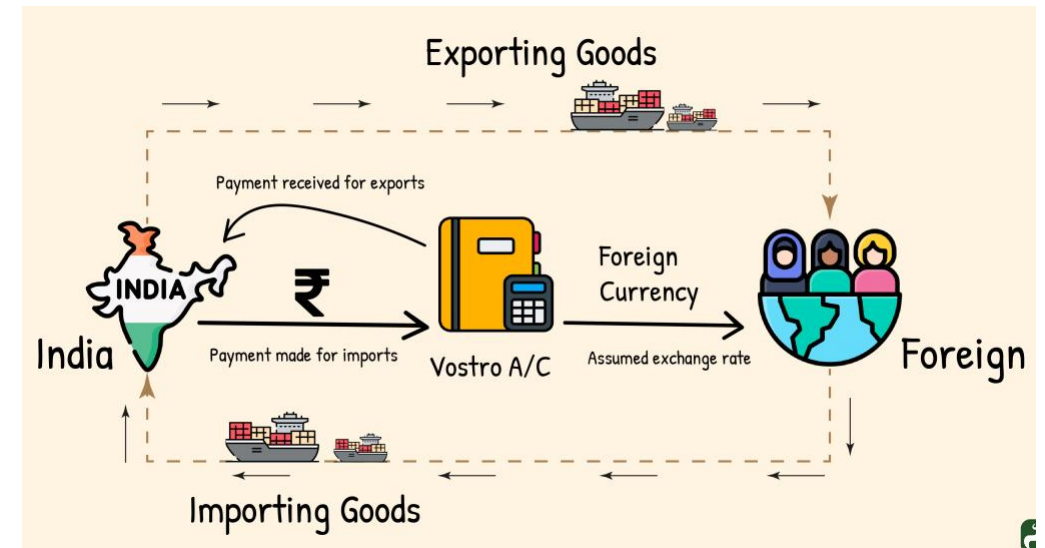 Exporting Goods
Payment received for exports
INDIA
₹
Foreign
Currency
India
Payment made for imports
Vostro A/C
Assumed exchange rate
Foreign
Importing Goods